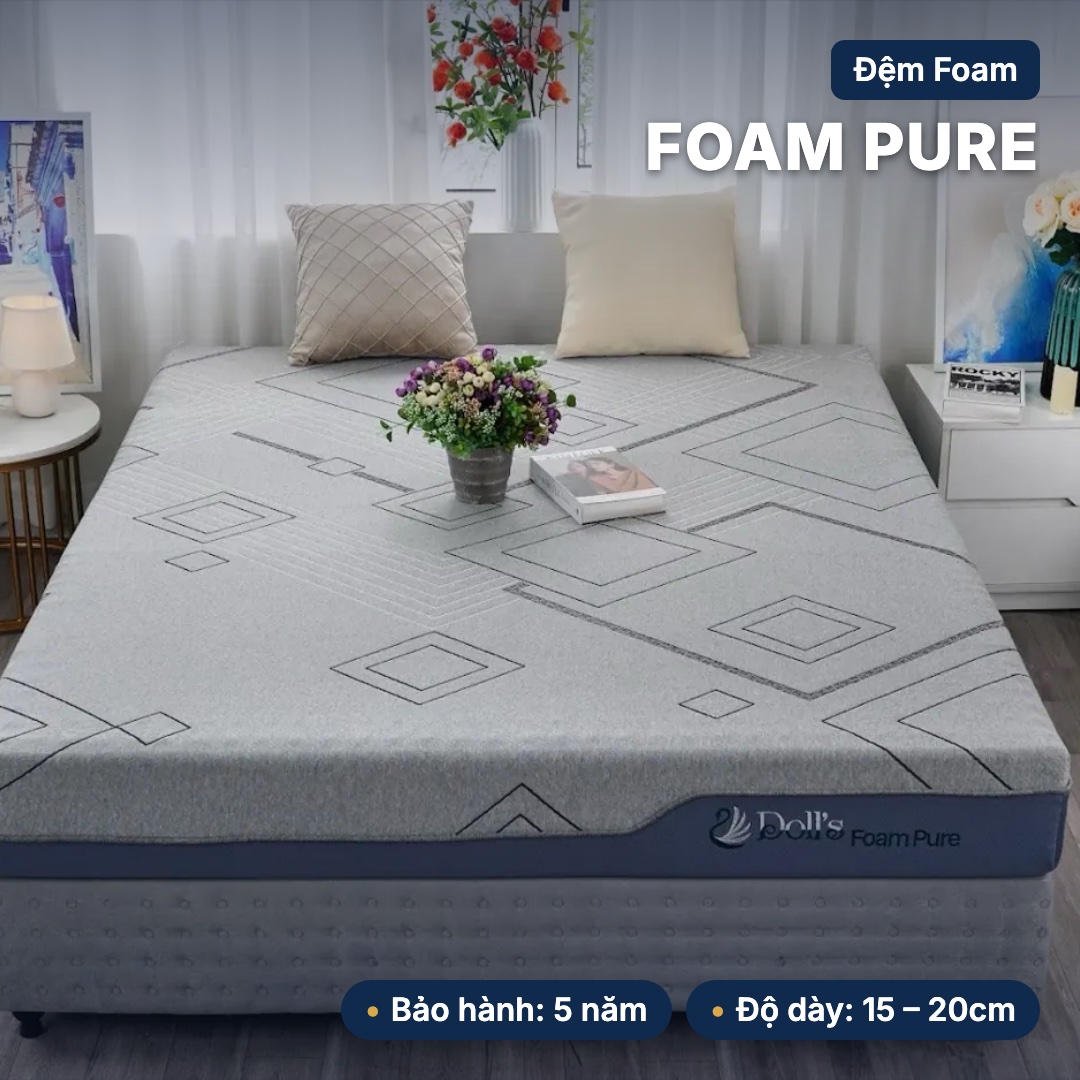 Đệm Foam
FOAM PURE
ROCKY
Doll's Foam Pure
Bảo hành: 5 năm
Độ dày: 15 – 20cm